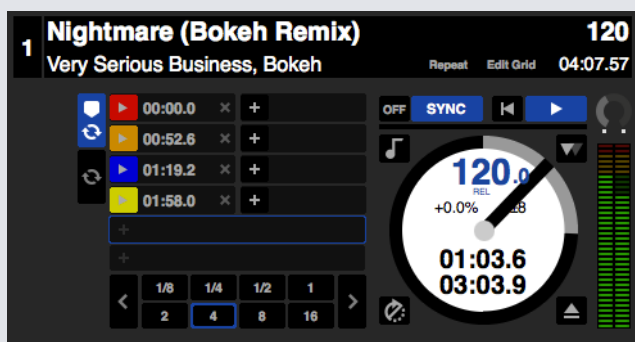 1
Nightmare (Bokeh Remix) 120
Very Serious Business, Bokeh Repeat Edit Grid 04:07.57
00:00.0 × +
00:52.6 × +
01:19.2 × +
01:58.0 × +
+
+
OFF SYNC
120.0
REL
+0.0% 8
01:03.6
03:03.9
< 1/8 1/4 1/2 1 >
2 4 8 16